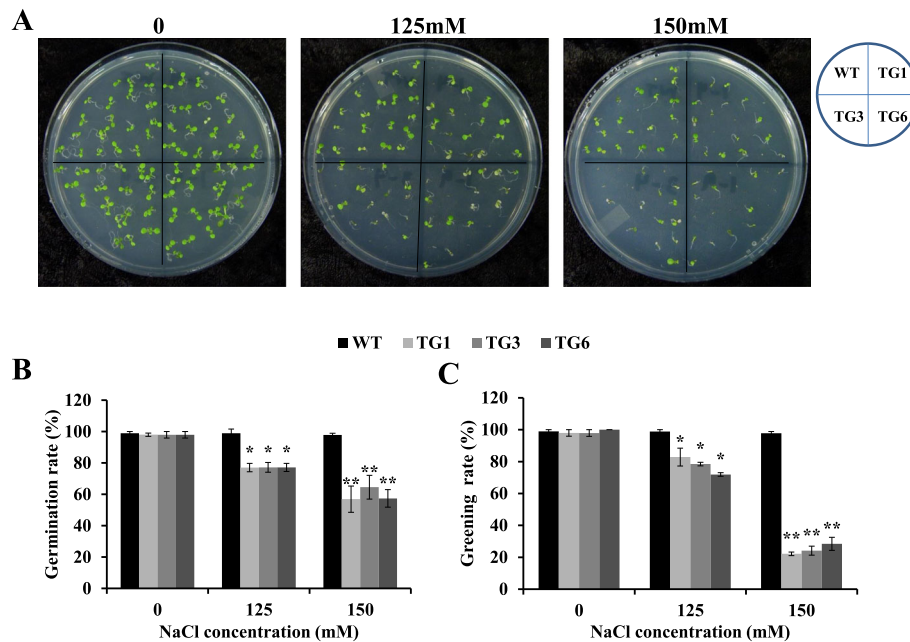 A
0 125mM 150mM
WT TG1
TG3 TG6
WT TG1 TG3 TG6
B
Germination rate (%)
120
100
80
60
40
20
0
* * *
** ** **
0 125 150
NaCl concentration (mM)
C
Greening rate (%)
120
100
80
60
40
20
0
* * *
** ** **
0 125 150
NaCl concentration (mM)